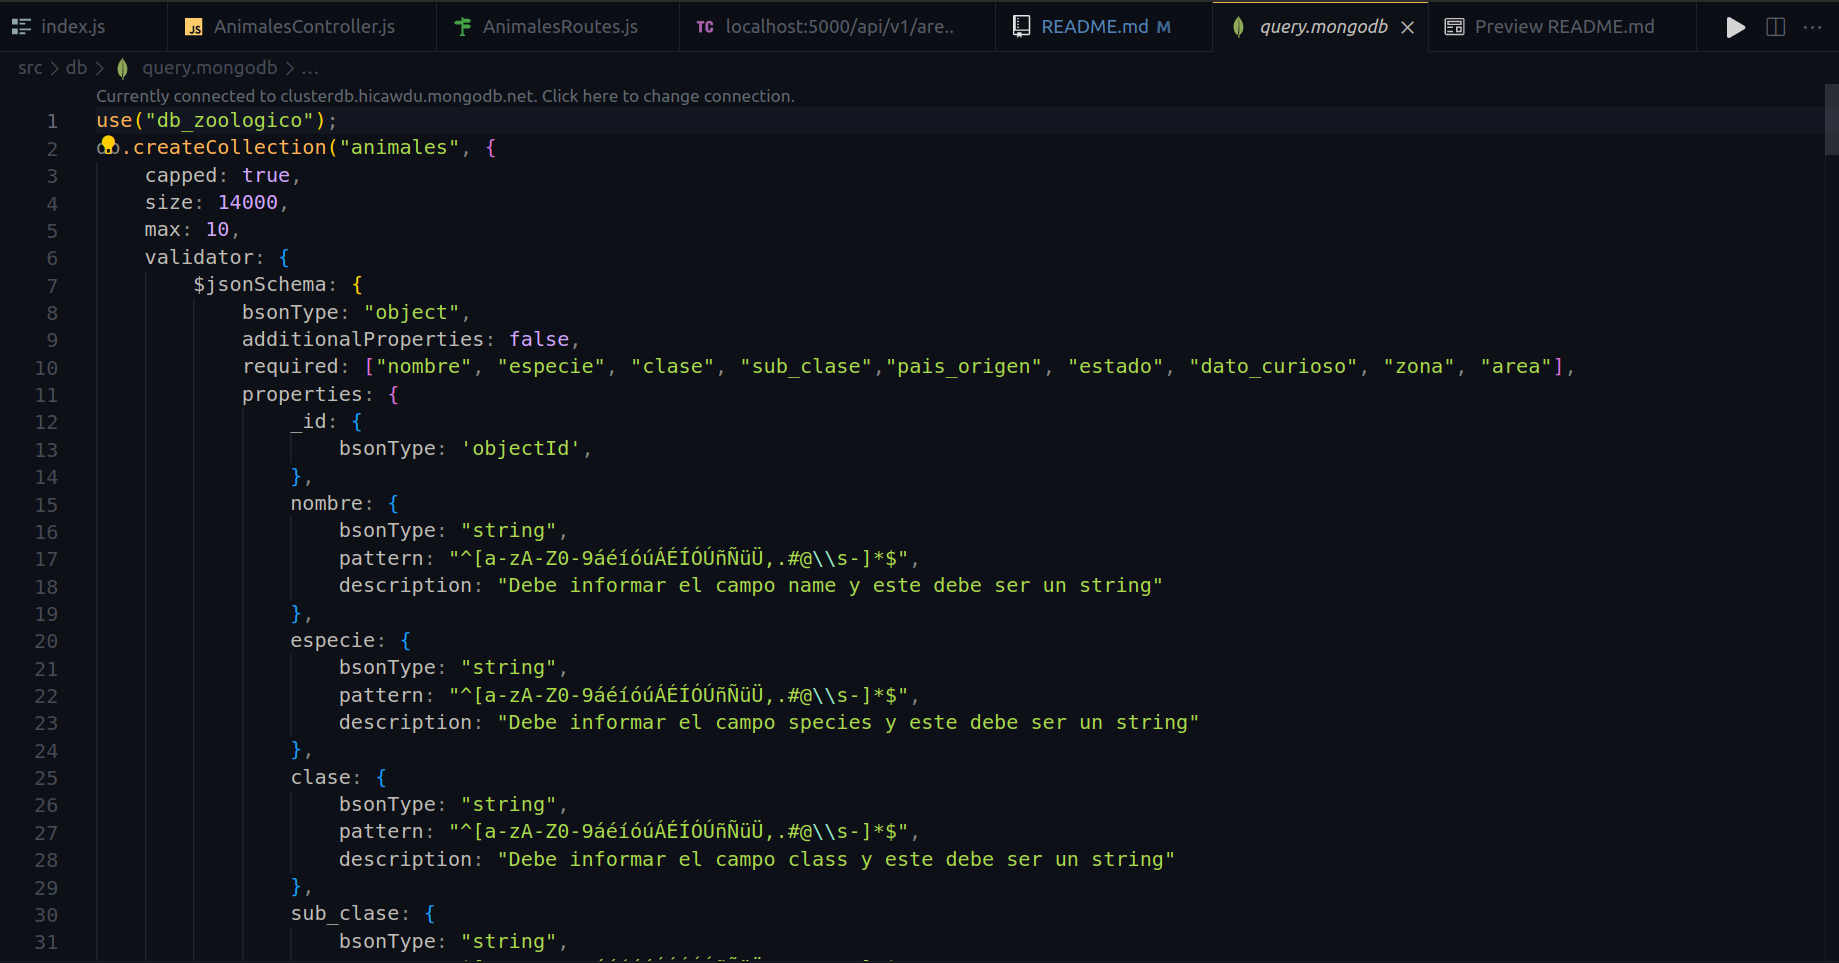 index.js
AnimalesController.js
AnimalesRoutes.js
TC localhost:5000/api/v1/are..
README.md M
query.mongodb
Preview README.md
src > db > query.mongodb > ...
Currently connected to clusterdb.hicawdu.mongodb.net. Click here to change connection.
1 use("db_zoologico");
2 db.createCollection("animales", {
3 capped: true,
4 size: 14000,
5 max: 10,
6 validator: {
7 $jsonSchema: {
8 bsonType: "object",
9 additionalProperties: false,
10 required: ["nombre", "especie", "clase", "sub_clase","pais_origen", "estado", "dato_curioso", "zona", "area"],
11 properties: {
12 _id: {
13 bsonType: 'objectId',
14 },
15 nombre: {
16 bsonType: "string",
17 pattern: "^[a-zA-Z0-9áéíóúÁÉÍÓÚñÑüÜ,.#@\\s-]*$",
18 description: "Debe informar el campo name y este debe ser un string"
19 },
20 especie: {
21 bsonType: "string",
22 pattern: "^[a-zA-Z0-9áéíóúÁÉÍÓÚñÑüÜ,.#@\\s-]*$",
23 description: "Debe informar el campo species y este debe ser un string"
24 },
25 clase: {
26 bsonType: "string",
27 pattern: "^[a-zA-Z0-9áéíóúÁÉÍÓÚñÑüÜ,.#@\\s-]*$",
28 description: "Debe informar el campo class y este debe ser un string"
29 },
30 sub_clase: {
31 bsonType: "string",